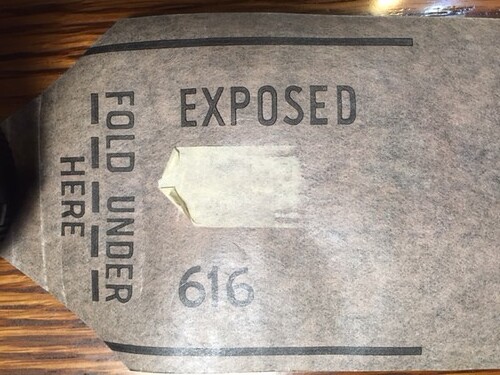 EXPOSED
616
FOLD UNDER
HERE